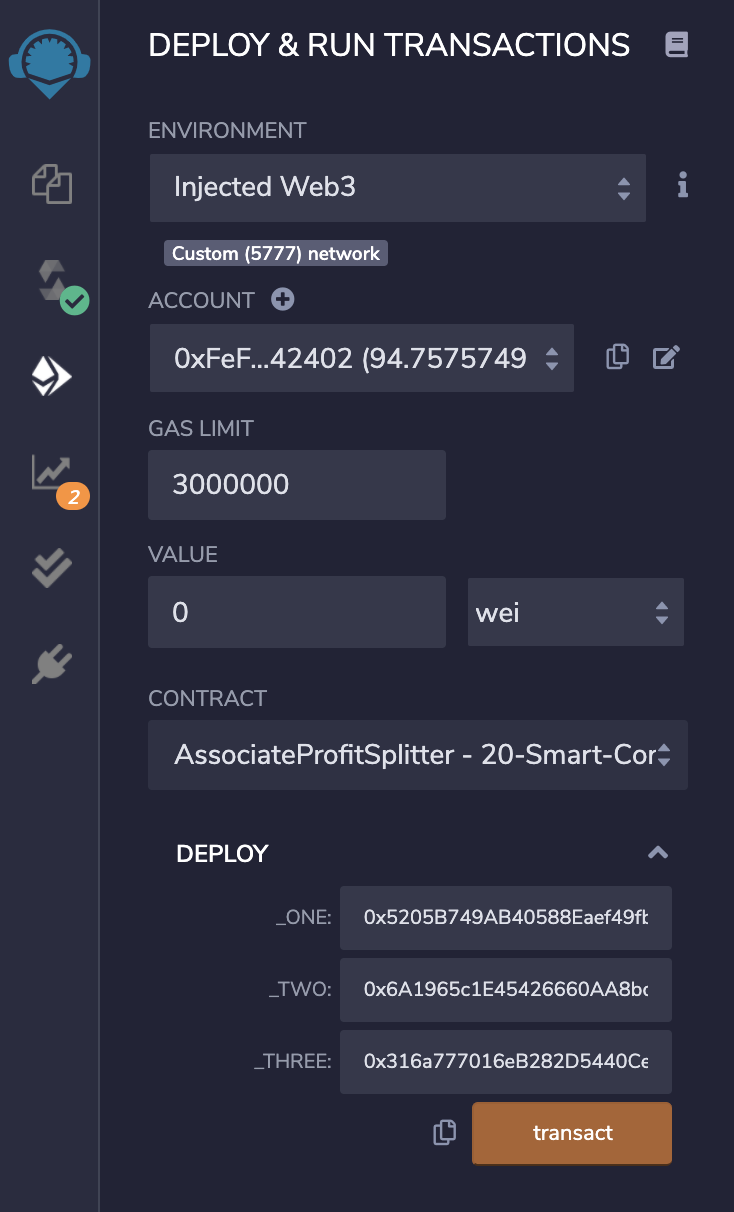 DEPLOY & RUN TRANSACTIONS
ENVIRONMENT
Injected Web3
Custom (5777) network
ACCOUNT
0xFeF...42402 (94.7575749
GAS LIMIT
3000000
VALUE
0
wei
CONTRACT
AssociateProfitSplitter - 20-Smart-Cor
DEPLOY
_ONE: 0x5205B749AB40588Eaef49fb
_TWO: 0x6A1965c1E45426660AA8bc
_THREE: 0x316a777016eB282D5440Ce
transact
2